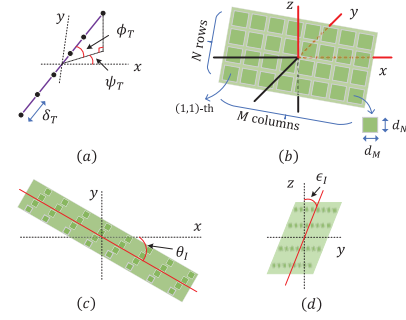 y
ϕ_T
x
ψ_T
δ_T
(a)
z
y
N rows
x
(1,1)-th
M columns
d_N
d_M
(b)
y
x
θ_I
(c)
z
ϵ_I
y
(d)